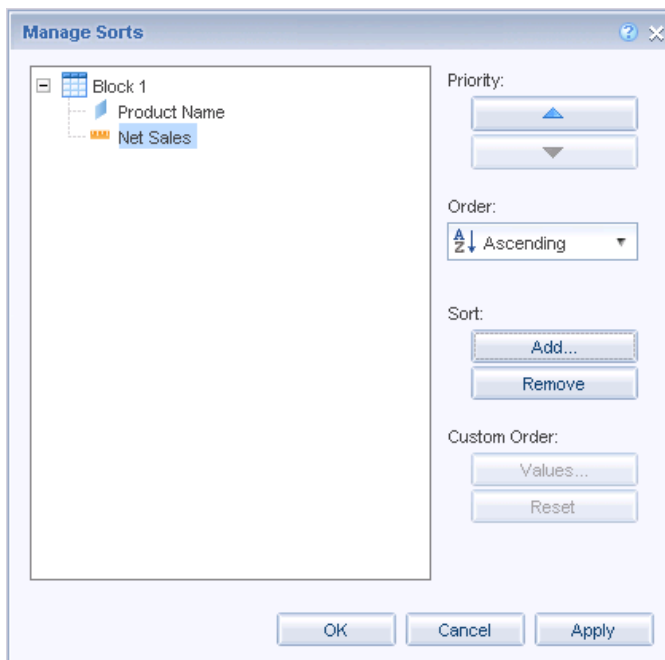 Manage Sorts
Block 1
Product Name
Net Sales
Priority:
Order:
Ascending
Sort:
Add...
Remove
Custom Order:
Values...
Reset
OK
Cancel
Apply